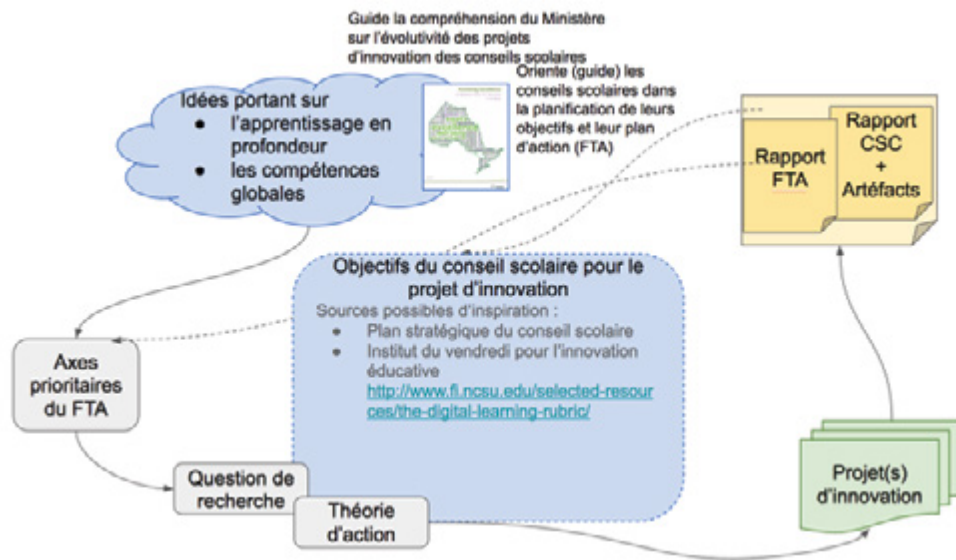 Guide la compréhension du Ministère
sur l'évolutivité des projets
d'innovation des conseils scolaires
Oriente (guide) les
conseils scolaires dans
la planification de leurs
objectifs et leur plan
d'action (FTA)
Idées portant sur
● l'apprentissage en
profondeur
● les compétences
globales
Rapport
FTA
Rapport
CSC
+
Artéfacts
Objectifs du conseil scolaire pour le
projet d'innovation
Sources possibles d'inspiration :
● Plan stratégique du conseil scolaire
● Institut du vendredi pour l'innovation
éducative
http://www.fi.ncsu.edu/selected-resour
ces/the-digital-learning-rubric/
Axes
prioritaires
du FTA
Question de
recherche
Théorie
d'action
Projet(s)
d'innovation